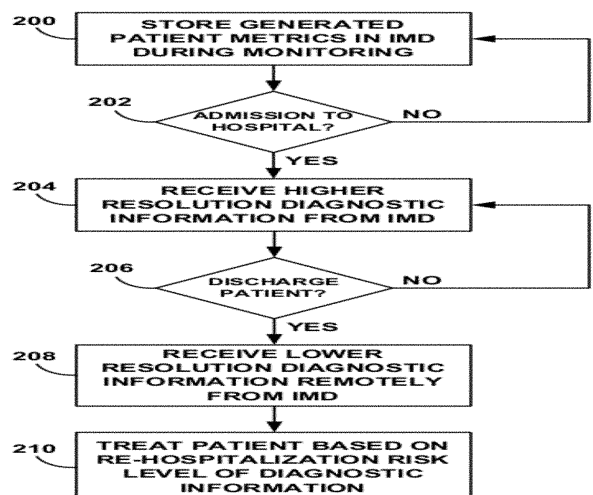 200
STORE GENERATED
PATIENT METRICS IN IMD
DURING MONITORING
202
ADMISSION TO
HOSPITAL?
NO
YES
204
RECEIVE HIGHER
RESOLUTION DIAGNOSTIC
INFORMATION FROM IMD
206
DISCHARGE
PATIENT?
NO
YES
208
RECEIVE LOWER
RESOLUTION DIAGNOSTIC
INFORMATION REMOTELY
FROM IMD
210
TREAT PATIENT BASED ON
RE-HOSPITALIZATION RISK
LEVEL OF DIAGNOSTIC
INFORMATION